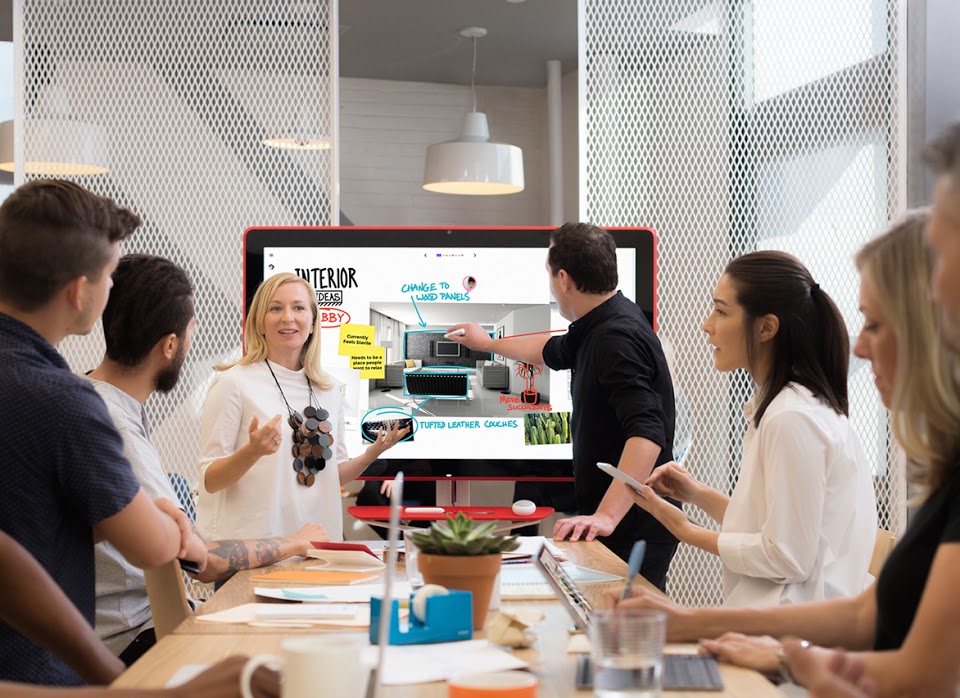 INTERIOR
IDEAS
BBY
CHANGE TO
WOOD PANELS
Currently
Feels Sterile
Needs to be a
place people
want to relax
MORE
SUCCULENTS
TUFTED LEATHER COUCHES